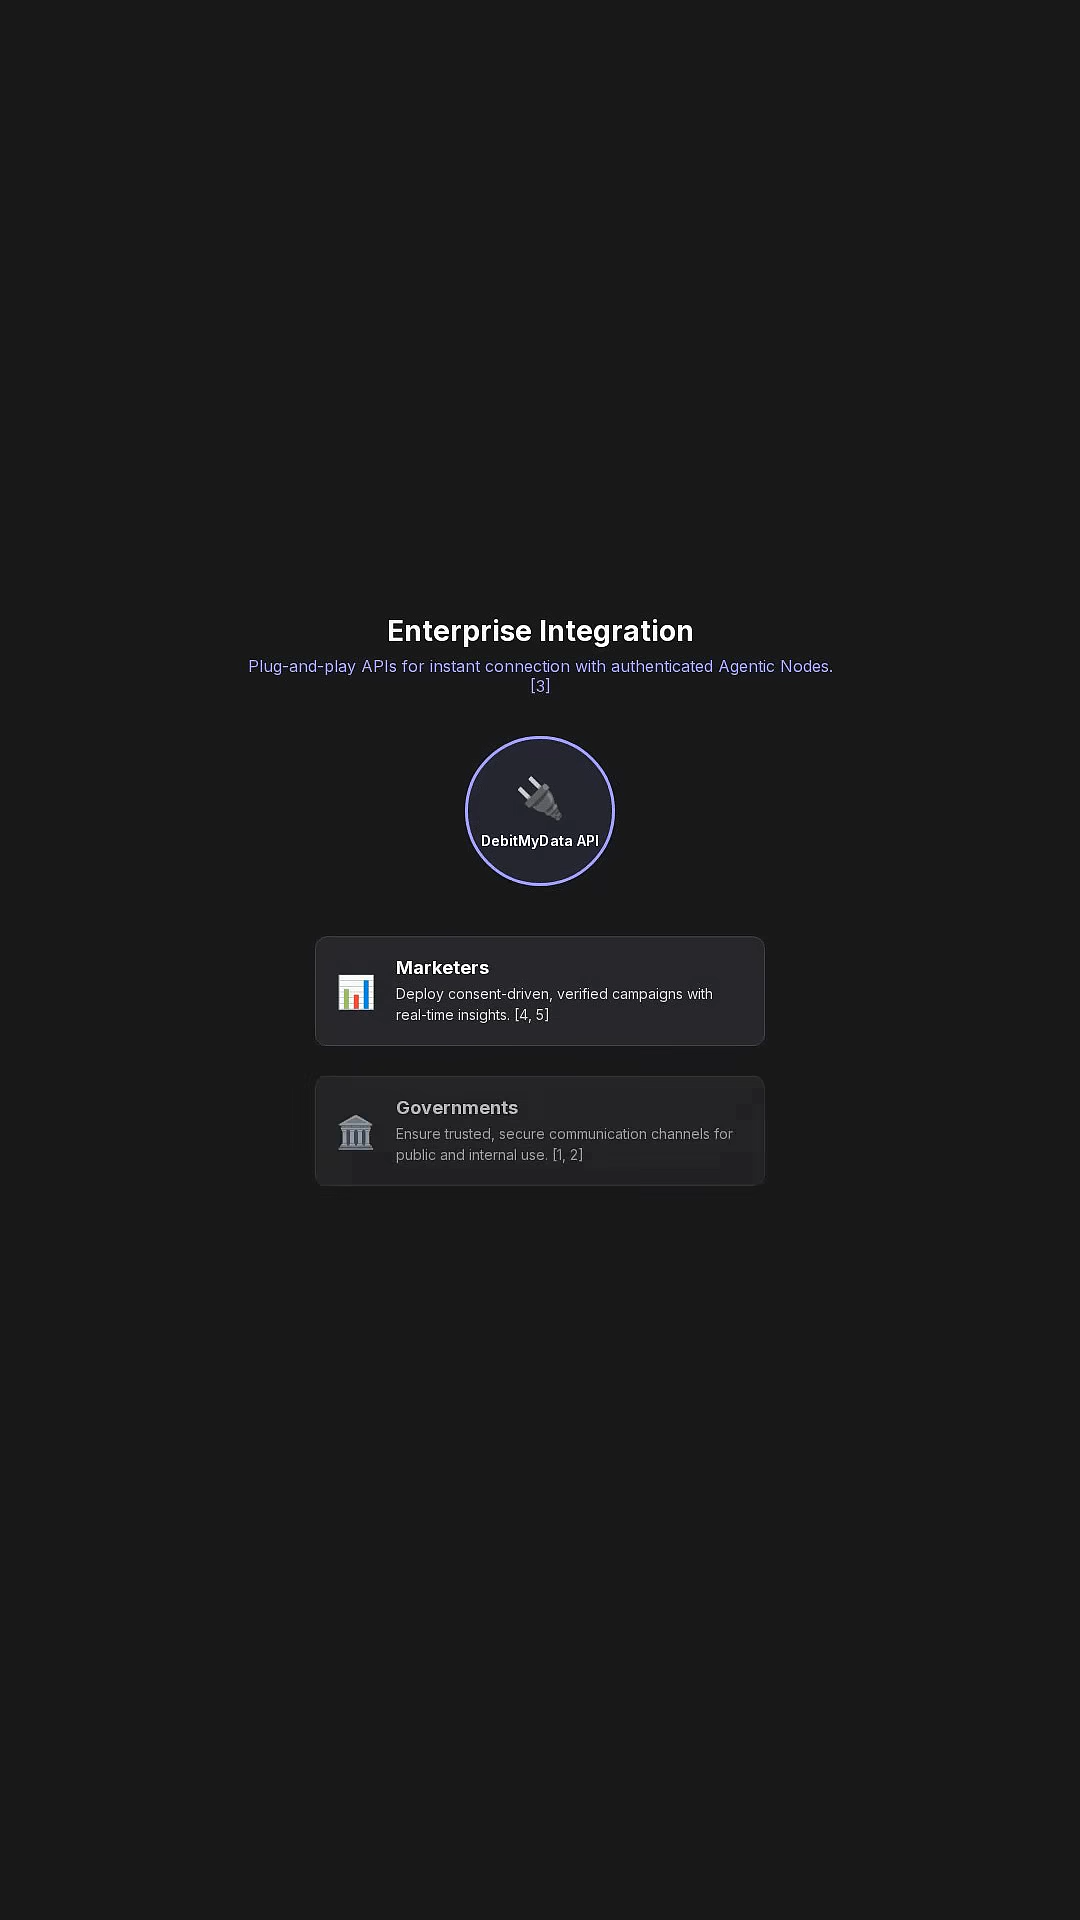 Enterprise Integration
Plug-and-play APIs for instant connection with authenticated Agentic Nodes.
[3]
DebitMyData API
Marketers
Deploy consent-driven, verified campaigns with
real-time insights. [4, 5]
Governments
Ensure trusted, secure communication channels for
public and internal use. [1, 2]